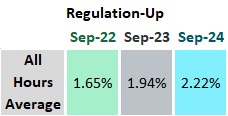 Regulation-Up
Sep-22 Sep-23 Sep-24
All
Hours
Average
1.65% 1.94% 2.22%